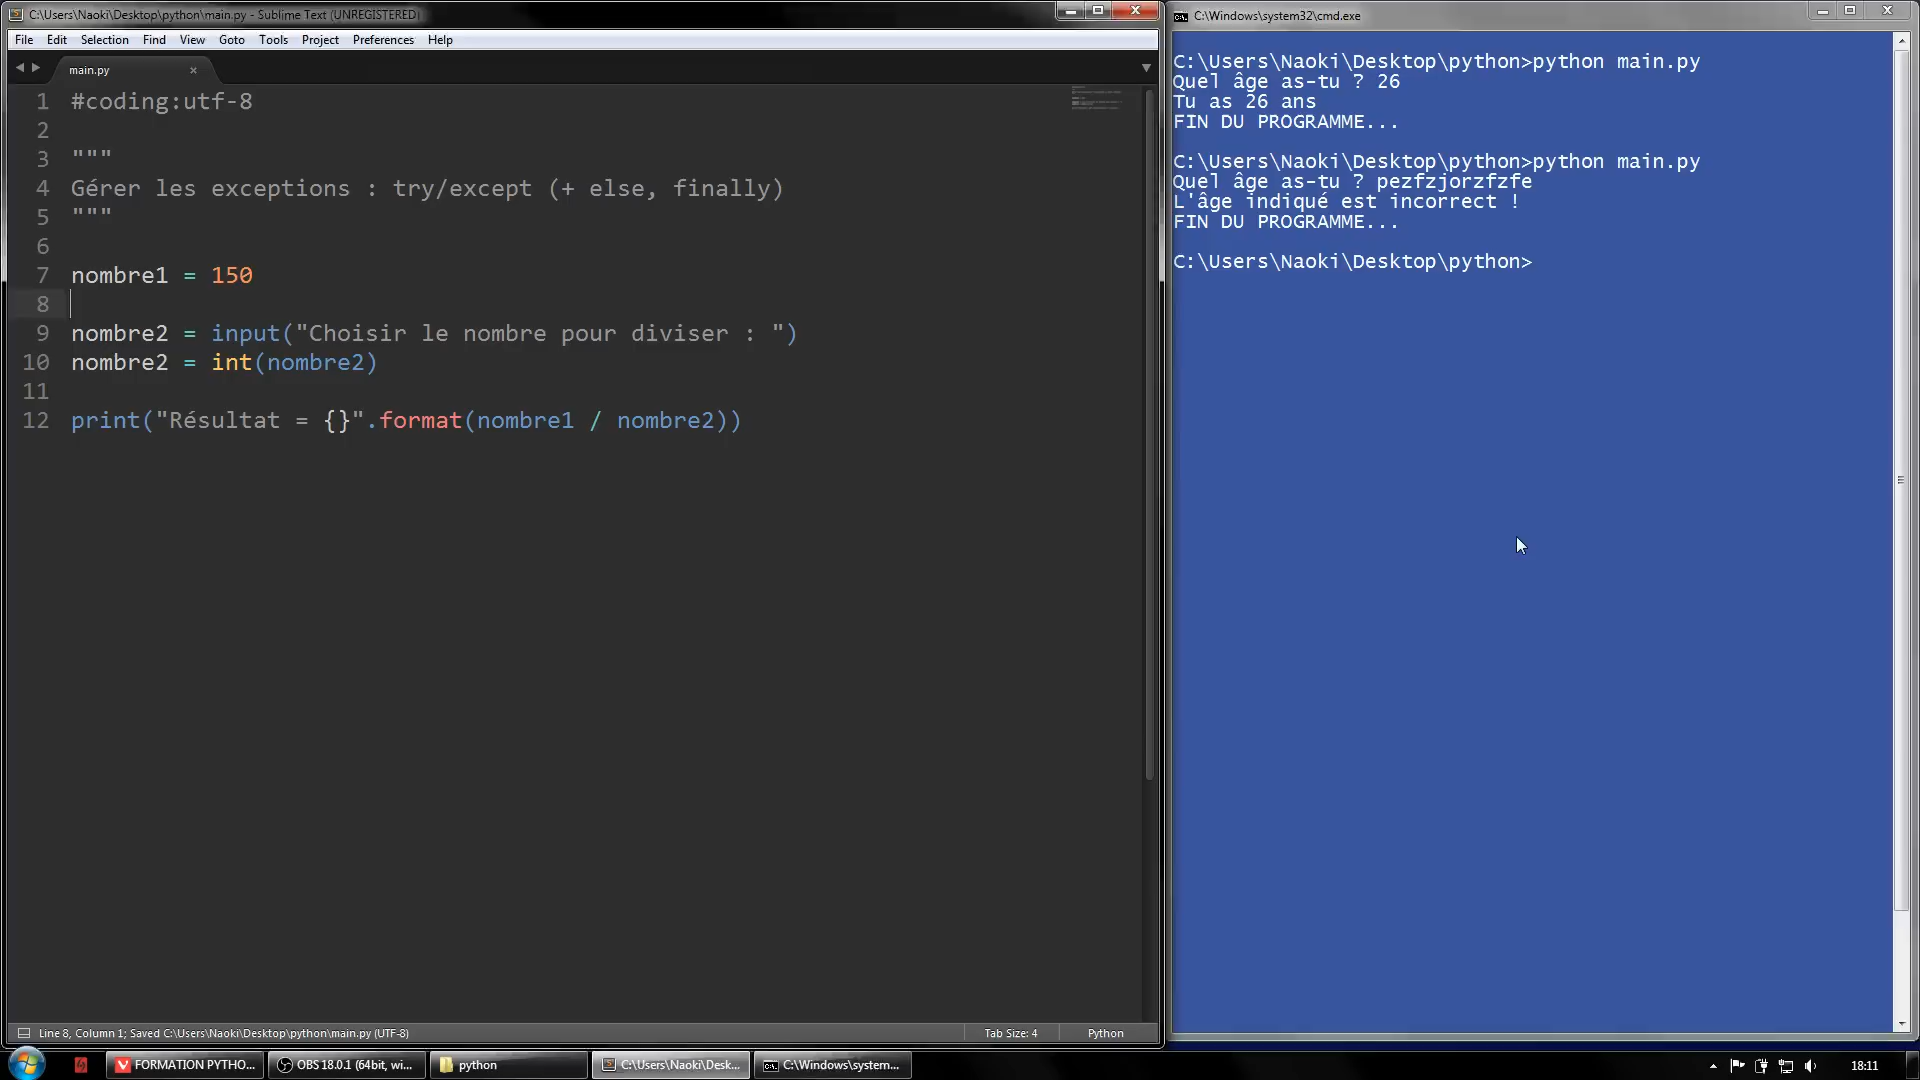 C:\Users\Naoki\Desktop\python\main.py - Sublime Text (UNREGISTERED)
File Edit Selection Find View Goto Tools Project Preferences Help
main.py
1 #coding:utf-8
2
3 """
4 Gérer les exceptions : try/except (+ else, finally)
5 """
6
7 nombre1 = 150
8
9 nombre2 = input("Choisir le nombre pour diviser : ")
10 nombre2 = int(nombre2)
11
12 print("Résultat = {}".format(nombre1 / nombre2))
Line 8, Column 1; Saved C:\Users\Naoki\Desktop\python\main.py (UTF-8)
Tab Size: 4
Python
C:\Windows\system32\cmd.exe
C:\Users\Naoki\Desktop\python>python main.py
Quel âge as-tu ? 26
Tu as 26 ans
FIN DU PROGRAMME...
C:\Users\Naoki\Desktop\python>python main.py
Quel âge as-tu ? pezfzjorzfzfe
L'âge indiqué est incorrect !
FIN DU PROGRAMME...
C:\Users\Naoki\Desktop\python>
FORMATION PYTHO...
OBS 18.0.1 (64bit, wi...
python
C:\Users\Naoki\Desk...
C:\Windows\system...
18:11